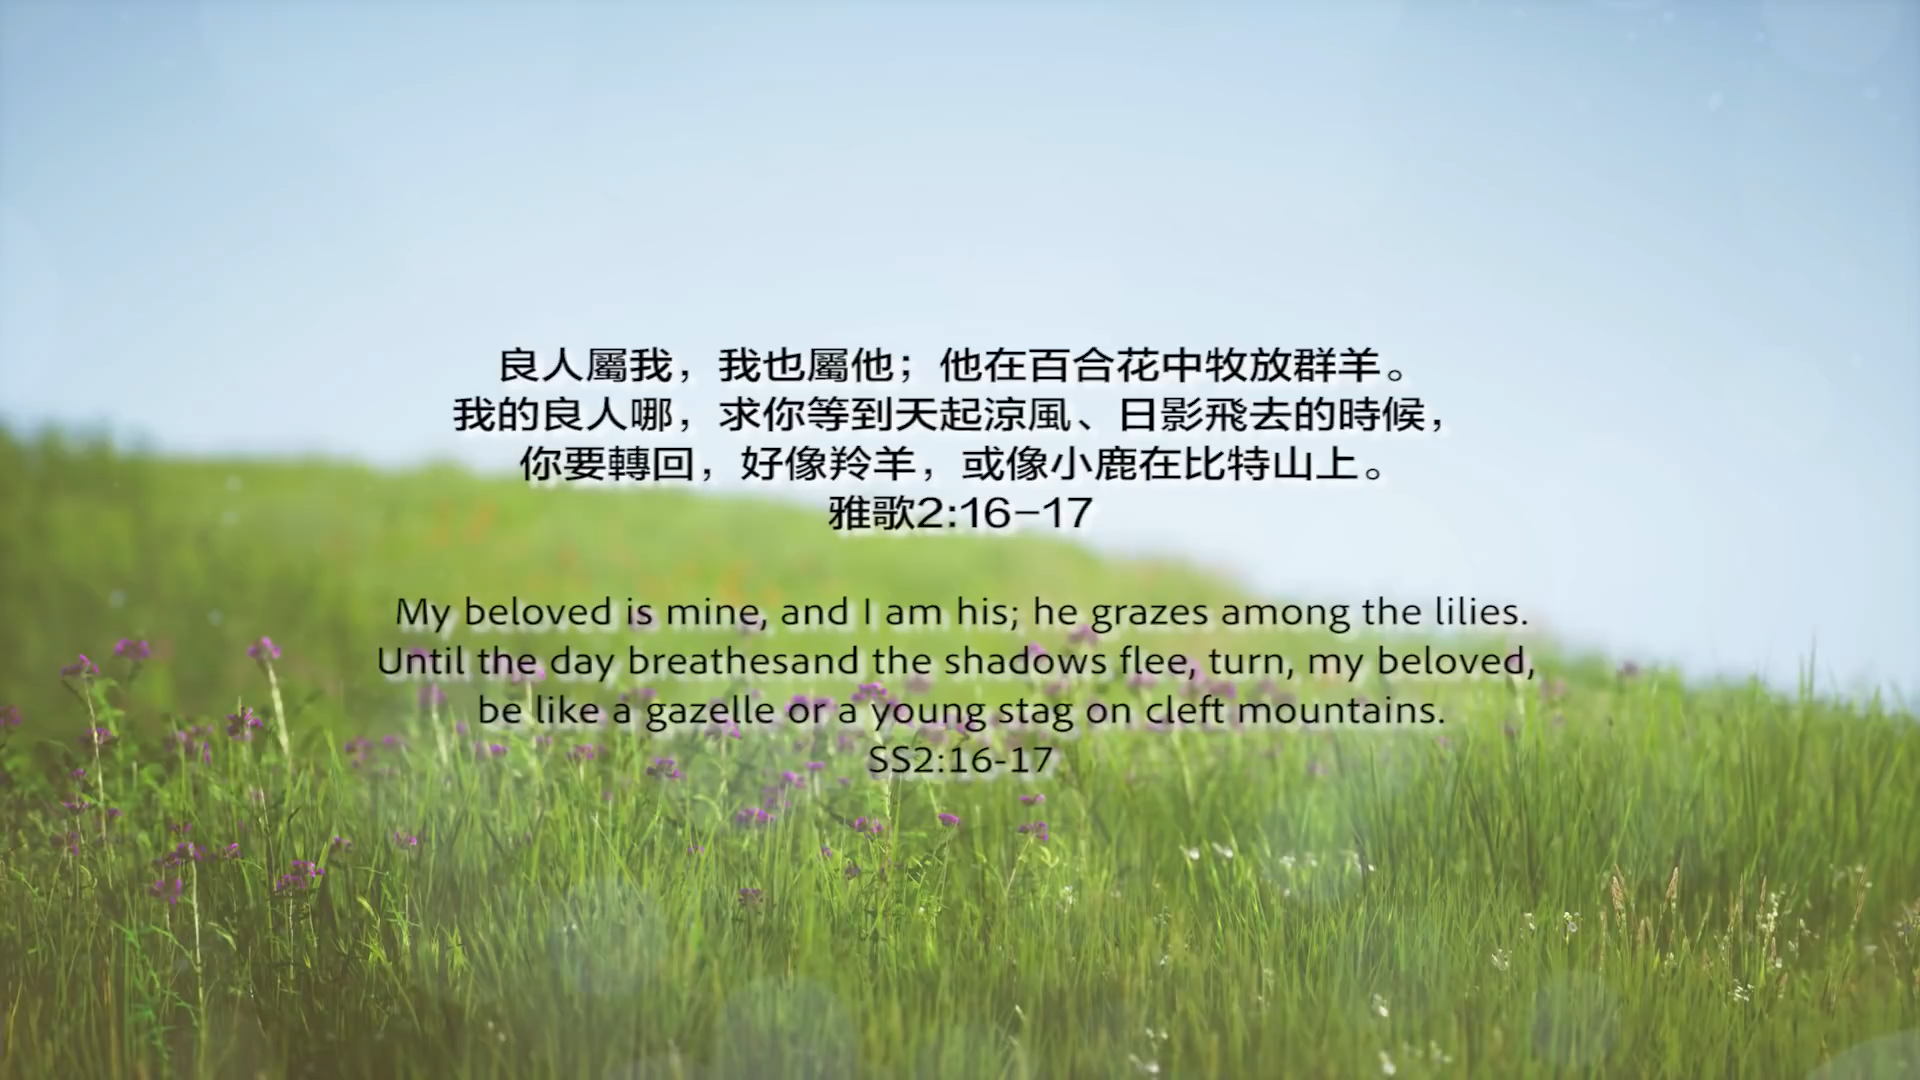 良人屬我，我也屬他；他在百合花中牧放群羊。
我的良人哪，求你等到天起涼風、日影飛去的時候，
你要轉回，好像羚羊，或像小鹿在比特山上。
雅歌2:16-17
My beloved is mine, and I am his; he grazes among the lilies.
Until the day breathesand the shadows flee, turn, my beloved,
be like a gazelle or a young stag on cleft mountains.
SS2:16-17